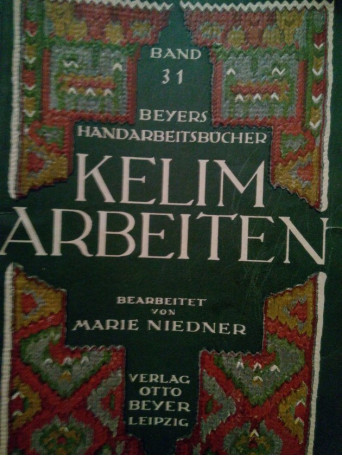 BAND
31
BEYERS
HANDARBEITSBÜCHER
KELIM
ARBEITEN
BEARBEITET
VON
MARIE NIEDNER
VERLAG
OTTO
BEYER
LEIPZIG